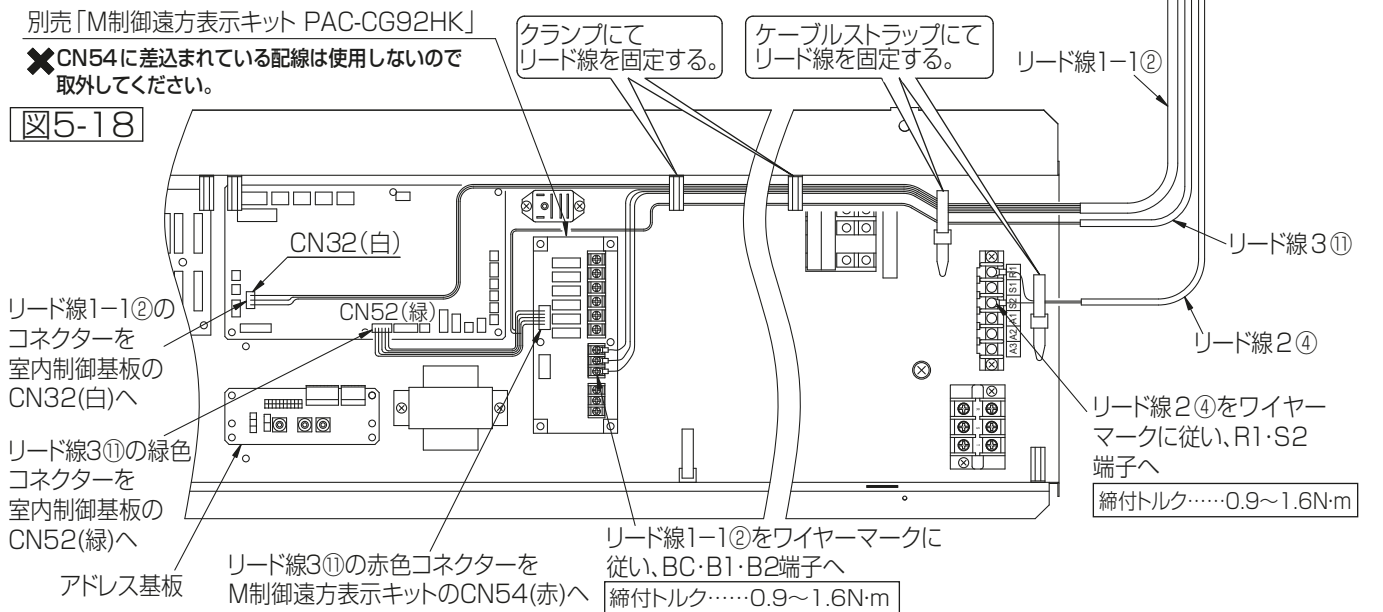 別売「M制御遠方表示キット PAC-CG92HK」
✖CN54に差込まれている配線は使用しないので
取外してください。
図5-18
クランプにて
リード線を固定する。
ケーブルストラップにて
リード線を固定する。
リード線1−1②
CN32(白)
CN52(緑)
リード線1−1②の
コネクターを
室内制御基板の
CN32(白)へ
リード線3⑪の緑色
コネクターを
室内制御基板の
CN52(緑)へ
アドレス基板
リード線3⑪の赤色コネクターを
M制御遠方表示キットのCN54(赤)へ
リード線1−1②をワイヤーマークに
従い、BC・B1・B2端子へ
締付トルク……0.9〜1.6N·m
R1
S1
S2
A1
A2
A3
リード線3⑪
リード線2④
リード線2④をワイヤー
マークに従い、R1・S2
端子へ
締付トルク……0.9〜1.6N·m